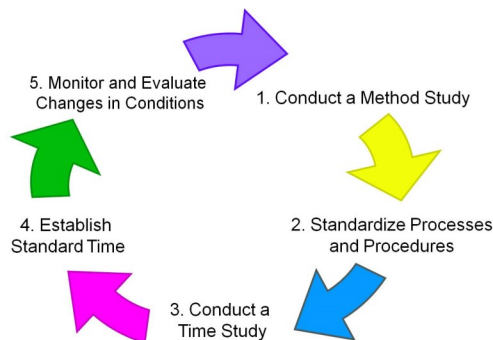 1. Conduct a Method Study
2. Standardize Processes
and Procedures
3. Conduct a
Time Study
4. Establish
Standard Time
5. Monitor and Evaluate
Changes in Conditions